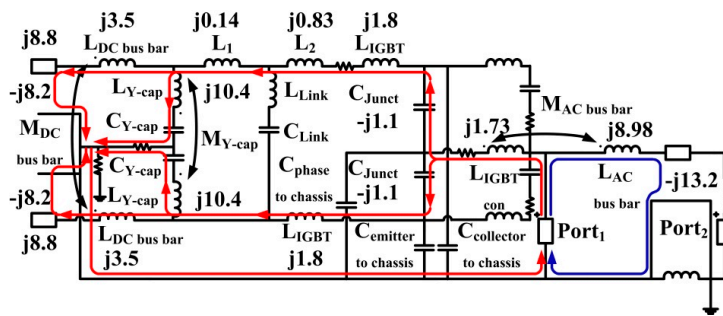 j3.5 j0.14 j0.83 j1.8
j8.8 L DC bus bar L1 L2 LIGBT
-j8.2 LY-cap j10.4 LLink CJunct MAC bus bar
-j1.1
MDC CY-cap MY-cap CLink j1.73 j8.98
bus bar CY-cap Cphase CJunct LIGBT LAC -j13.2
-j8.2 LY-cap j10.4 to chassis -j1.1 con bus bar
j8.8 LDC bus bar LIGBT Cemitter Ccollector Port1 Port2
j3.5 j1.8 to chassis to chassis